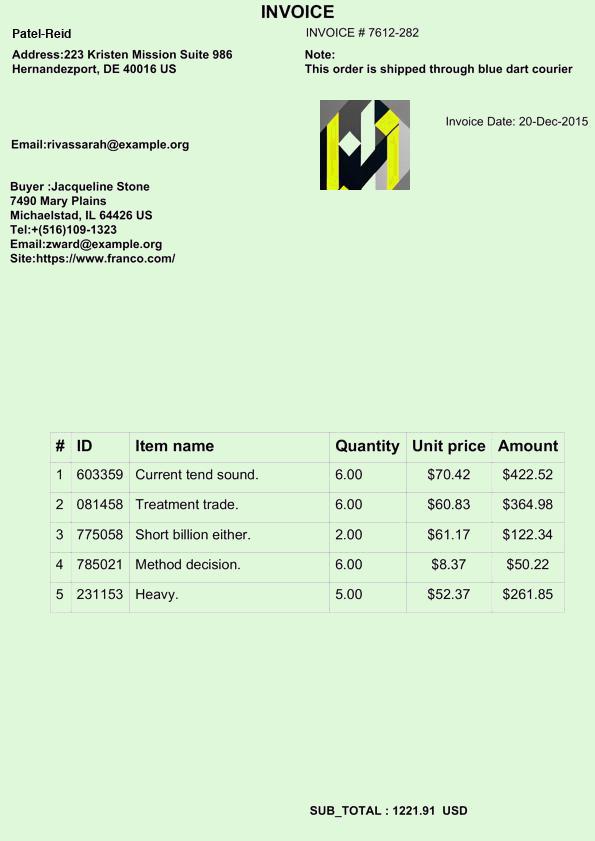 INVOICE
Patel-Reid
INVOICE # 7612-282
Address:223 Kristen Mission Suite 986
Hernandezport, DE 40016 US
Note:
This order is shipped through blue dart courier
Invoice Date: 20-Dec-2015
Email:rivassarah@example.org
Buyer :Jacqueline Stone
7490 Mary Plains
Michaelstad, IL 64426 US
Tel:+(516)109-1323
Email:zward@example.org
Site:https://www.franco.com/
# ID Item name Quantity Unit price Amount
1 603359 Current tend sound. 6.00 $70.42 $422.52
2 081458 Treatment trade. 6.00 $60.83 $364.98
3 775058 Short billion either. 2.00 $61.17 $122.34
4 785021 Method decision. 6.00 $8.37 $50.22
5 231153 Heavy. 5.00 $52.37 $261.85
SUB_TOTAL : 1221.91 USD